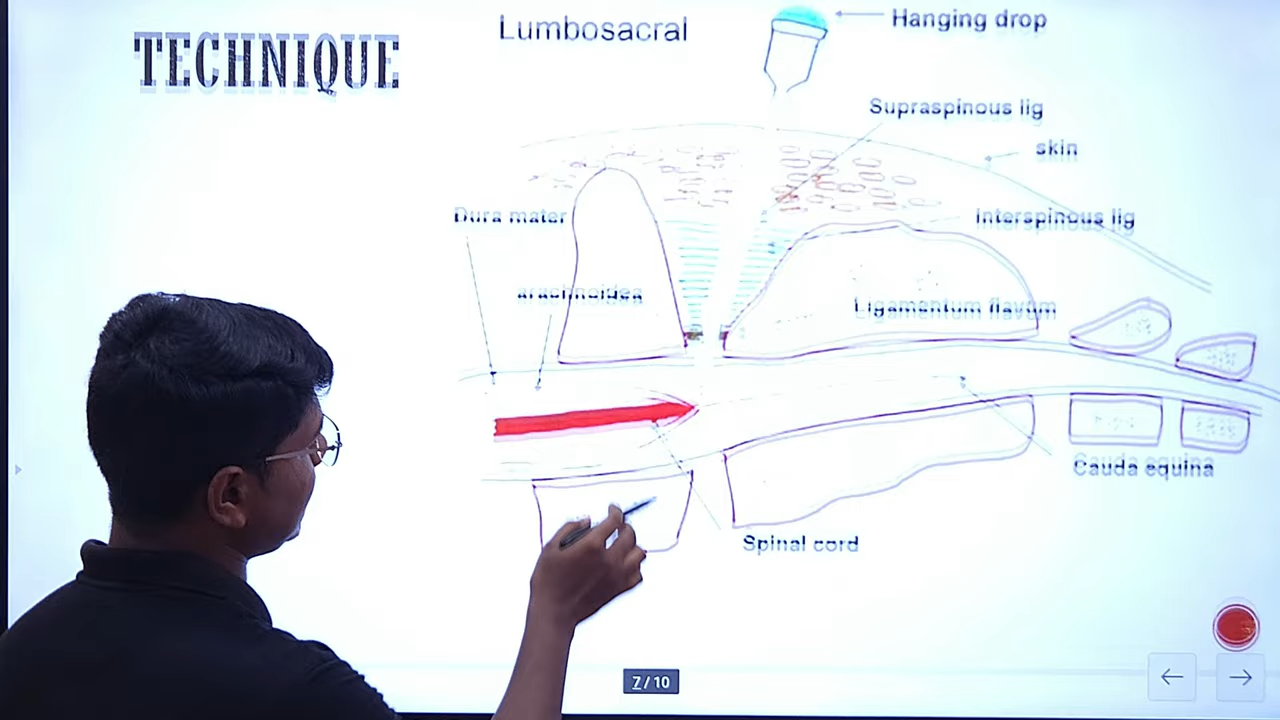 TECHNIQUE
Lumbosacral
Hanging drop
Supraspinous lig
skin
Dura mater
Interspinous lig
arachnoidea
Ligamentum flavum
Cauda equina
Spinal cord
7/10